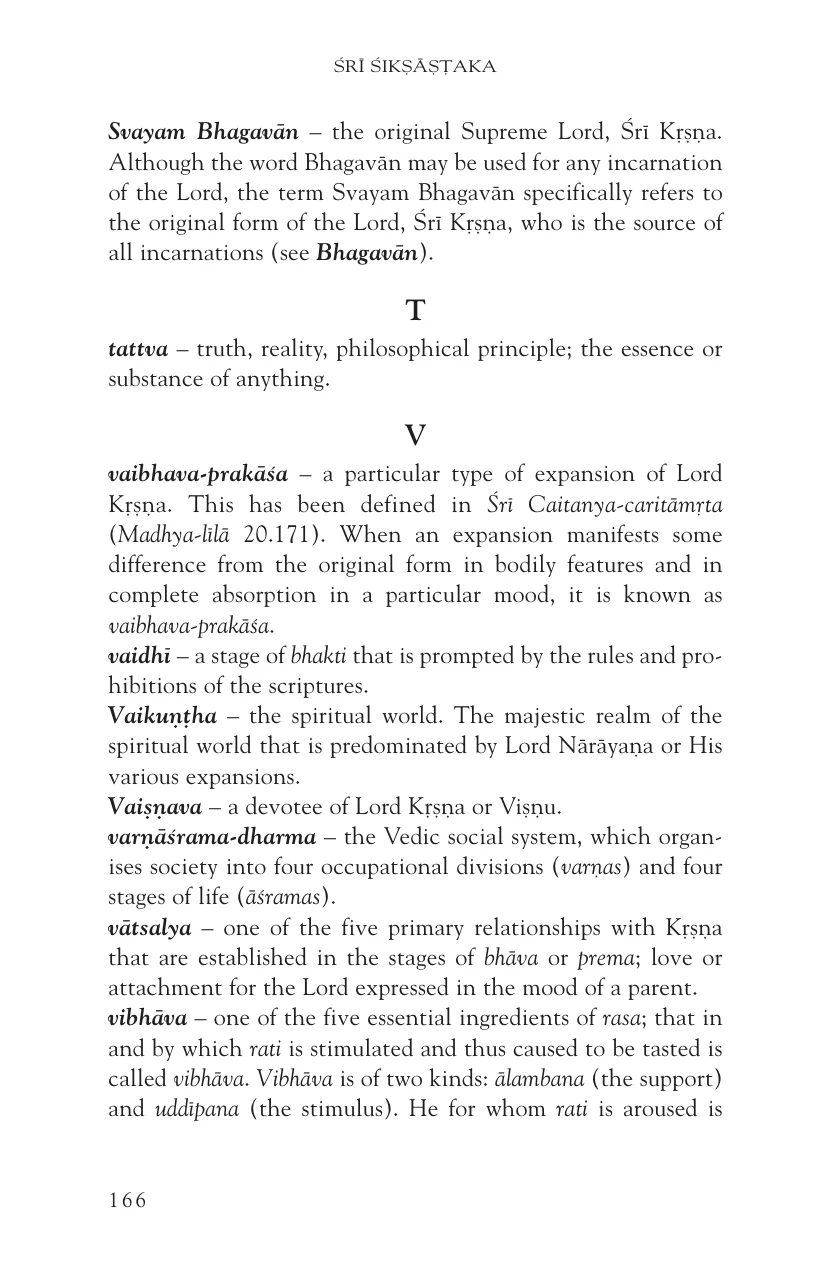 ŚRĪ ŚIKṢĀṢṬAKA
Svayam Bhagavān – the original Supreme Lord, Śrī Kṛṣṇa.
Although the word Bhagavān may be used for any incarnation
of the Lord, the term Svayam Bhagavān specifically refers to
the original form of the Lord, Śrī Kṛṣṇa, who is the source of
all incarnations (see Bhagavān).
T
tattva – truth, reality, philosophical principle; the essence or
substance of anything.
V
vaibhava-prakāśa – a particular type of expansion of Lord
Kṛṣṇa. This has been defined in Śrī Caitanya-caritāmṛta
(Madhya-līlā 20.171). When an expansion manifests some
difference from the original form in bodily features and in
complete absorption in a particular mood, it is known as
vaibhava-prakāśa.
vaidhī – a stage of bhakti that is prompted by the rules and pro-
hibitions of the scriptures.
Vaikuṇṭha – the spiritual world. The majestic realm of the
spiritual world that is predominated by Lord Nārāyaṇa or His
various expansions.
Vaiṣṇava – a devotee of Lord Kṛṣṇa or Viṣṇu.
varṇāśrama-dharma – the Vedic social system, which organ-
ises society into four occupational divisions (varṇas) and four
stages of life (āśramas).
vātsalya – one of the five primary relationships with Kṛṣṇa
that are established in the stages of bhāva or prema; love or
attachment for the Lord expressed in the mood of a parent.
vibhāva – one of the five essential ingredients of rasa; that in
and by which rati is stimulated and thus caused to be tasted is
called vibhāva. Vibhāva is of two kinds: ālambana (the support)
and uddīpana (the stimulus). He for whom rati is aroused is
166